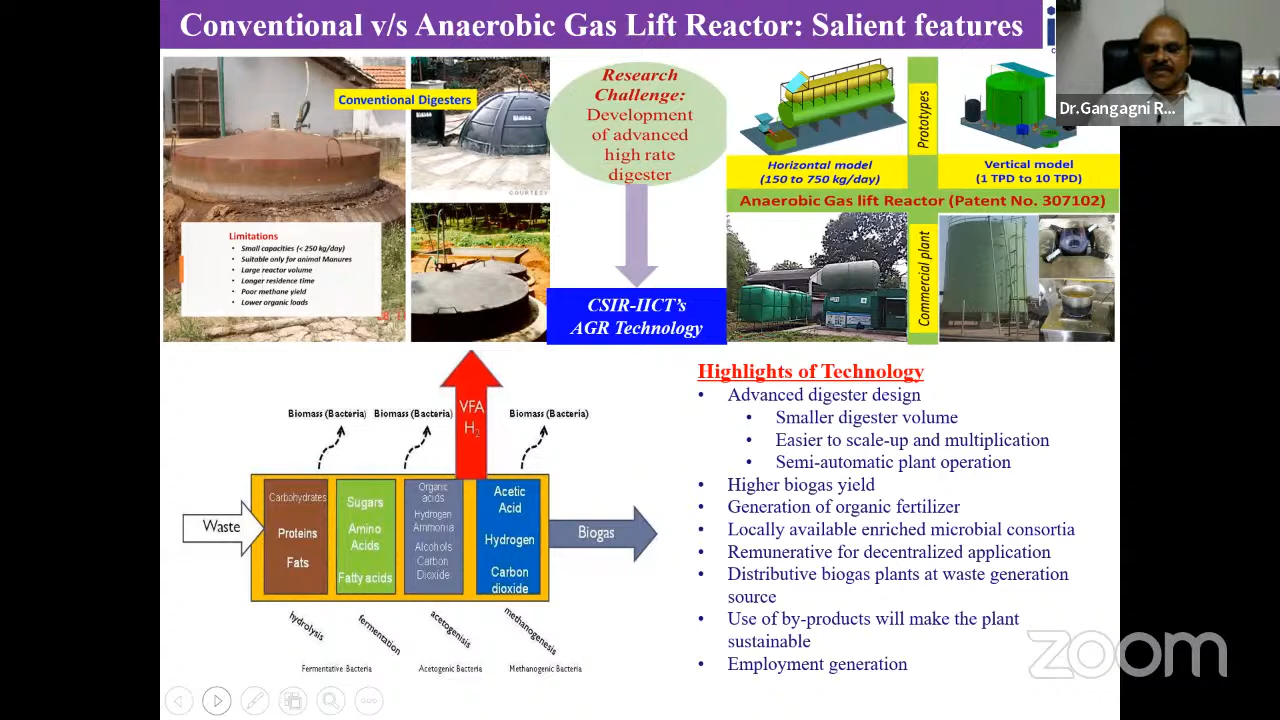 Conventional v/s Anaerobic Gas Lift Reactor: Salient features
Dr.Gangagni R...
Conventional Digesters
COURTESY
Limitations
• Small capacities (< 250 kg/day)
• Suitable only for animal Manures
• Large reactor volume
• Longer residence time
• Poor methane yield
• Lower organic loads
Research
Challenge:
Development
of advanced
high rate
digester
CSIR-IICT's
AGR Technology
Prototypes
Horizontal model
(150 to 750 kg/day)
Vertical model
(1 TPD to 10 TPD)
Anaerobic Gas lift Reactor (Patent No. 307102)
Commercial plant
Biomass (Bacteria)
Biomass (Bacteria)
VFA
H2
Biomass (Bacteria)
Waste
Carbohydrates
Proteins
Fats
Sugars
Amino
Acids
Fatty acids
Organic
acids
Hydrogen
Ammonia
Alcohols
Carbon
Dioxide
Acetic
Acid
Hydrogen
Carbon
dioxide
Biogas
hydrolysis
fermentation
acetogenisis
methanogenesis
Fermentative Bacteria
Acetogenic Bacteria
Methanogenic Bacteria
Highlights of Technology
• Advanced digester design
• Smaller digester volume
• Easier to scale-up and multiplication
• Semi-automatic plant operation
• Higher biogas yield
• Generation of organic fertilizer
• Locally available enriched microbial consortia
• Remunerative for decentralized application
• Distributive biogas plants at waste generation
source
• Use of by-products will make the plant
sustainable
• Employment generation
zoom